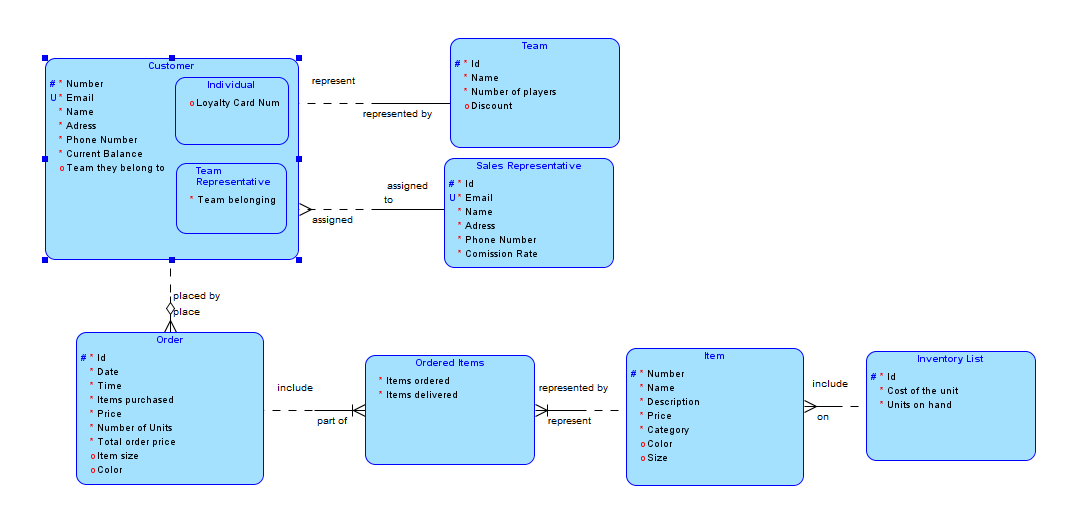 Customer
# * Number
U * Email
* Name
* Adress
* Phone Number
* Current Balance
o Team they belong to
Individual
o Loyalty Card Num
Team
Representative
* Team belonging
represent
represented by
Team
# * Id
* Name
* Number of players
o Discount
assigned
to
assigned
Sales Representative
# * Id
U * Email
* Name
* Adress
* Phone Number
* Comission Rate
placed by
place
Order
# * Id
* Date
* Time
* Items purchased
* Price
* Number of Units
* Total order price
o Item size
o Color
include
part of
Ordered Items
* Items ordered
* Items delivered
represented by
represent
Item
# * Number
* Name
* Description
* Price
* Category
o Color
o Size
include
on
Inventory List
# * Id
* Cost of the unit
* Units on hand